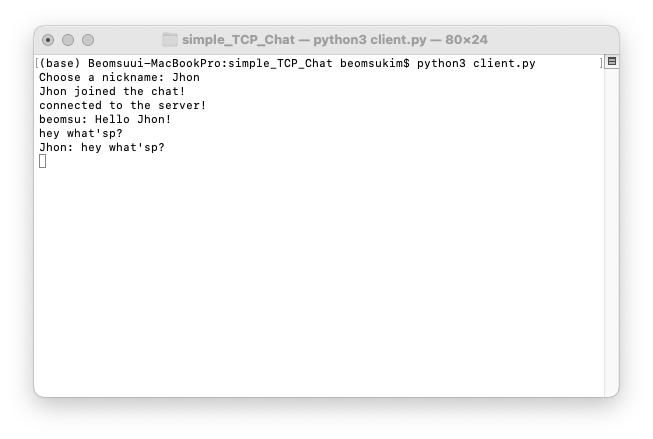 simple_TCP_Chat — python3 client.py — 80×24
[(base) Beomsuui-MacBookPro:simple_TCP_Chat beomsukim$ python3 client.py ]
Choose a nickname: Jhon
Jhon joined the chat!
connected to the server!
beomsu: Hello Jhon!
hey what'sp?
Jhon: hey what'sp?